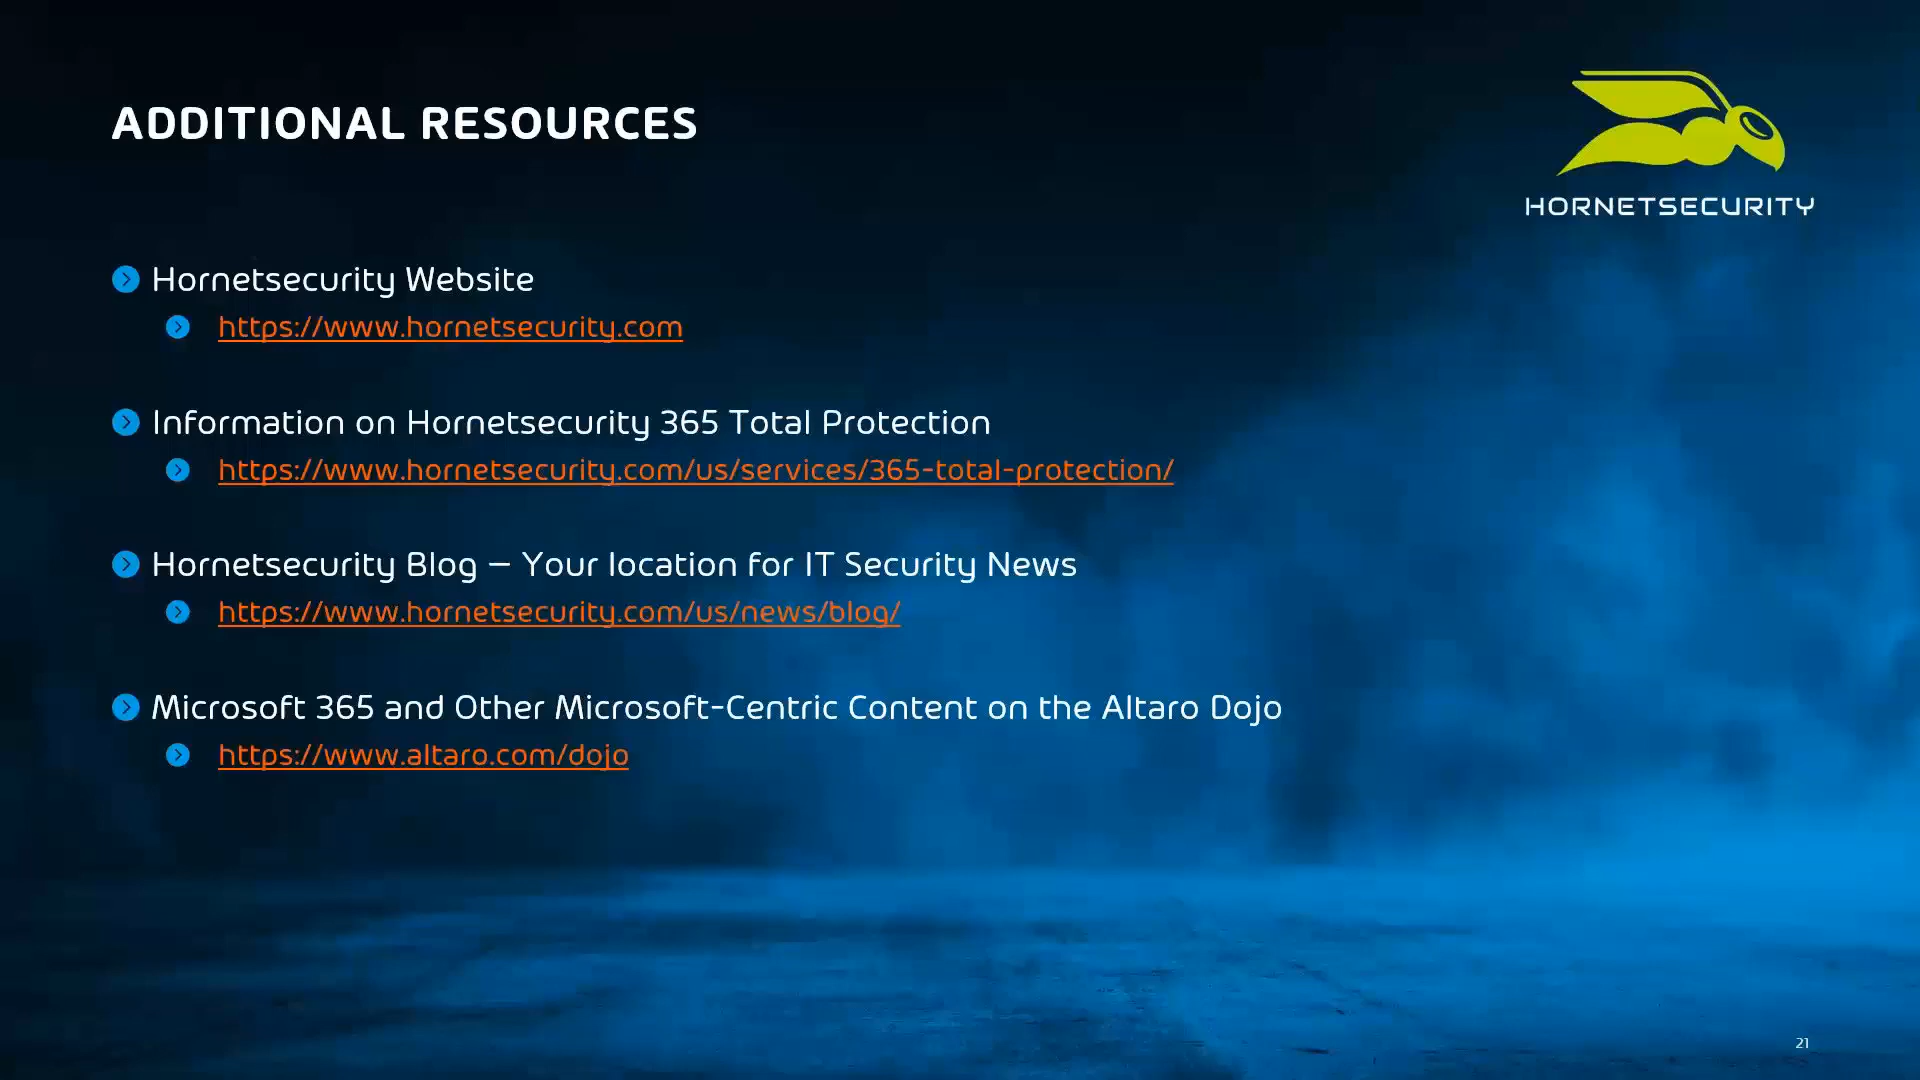 ADDITIONAL RESOURCES
HORNETSECURITY
Hornetsecurity Website
https://www.hornetsecurity.com
Information on Hornetsecurity 365 Total Protection
https://www.hornetsecurity.com/us/services/365-total-protection/
Hornetsecurity Blog – Your location for IT Security News
https://www.hornetsecurity.com/us/news/blog/
Microsoft 365 and Other Microsoft-Centric Content on the Altaro Dojo
https://www.altaro.com/dojo
21